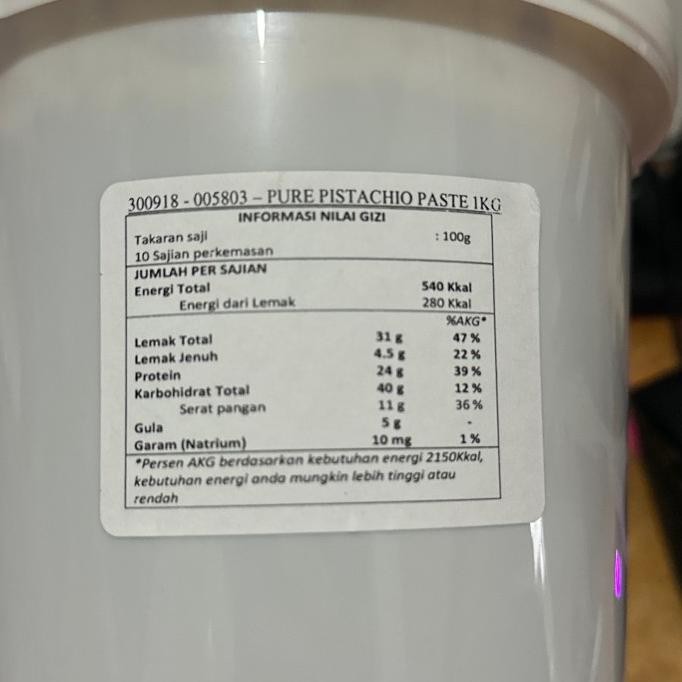 300918 - 005803 – PURE PISTACHIO PASTE 1KG
INFORMASI NILAI GIZI
Takaran saji : 100g
10 Sajian perkemasan
JUMLAH PER SAJIAN
Energi Total 540 Kkal
Energi dari Lemak 280 Kkal
%AKG*
Lemak Total 31 g 47 %
Lemak Jenuh 4.5 g 22 %
Protein 24 g 39 %
Karbohidrat Total 40 g 12 %
Serat pangan 11 g 36 %
Gula 5 g -
Garam (Natrium) 10 mg 1 %
*Persen AKG berdasarkan kebutuhan energi 2150Kkal,
kebutuhan energi anda mungkin lebih tinggi atau
rendah